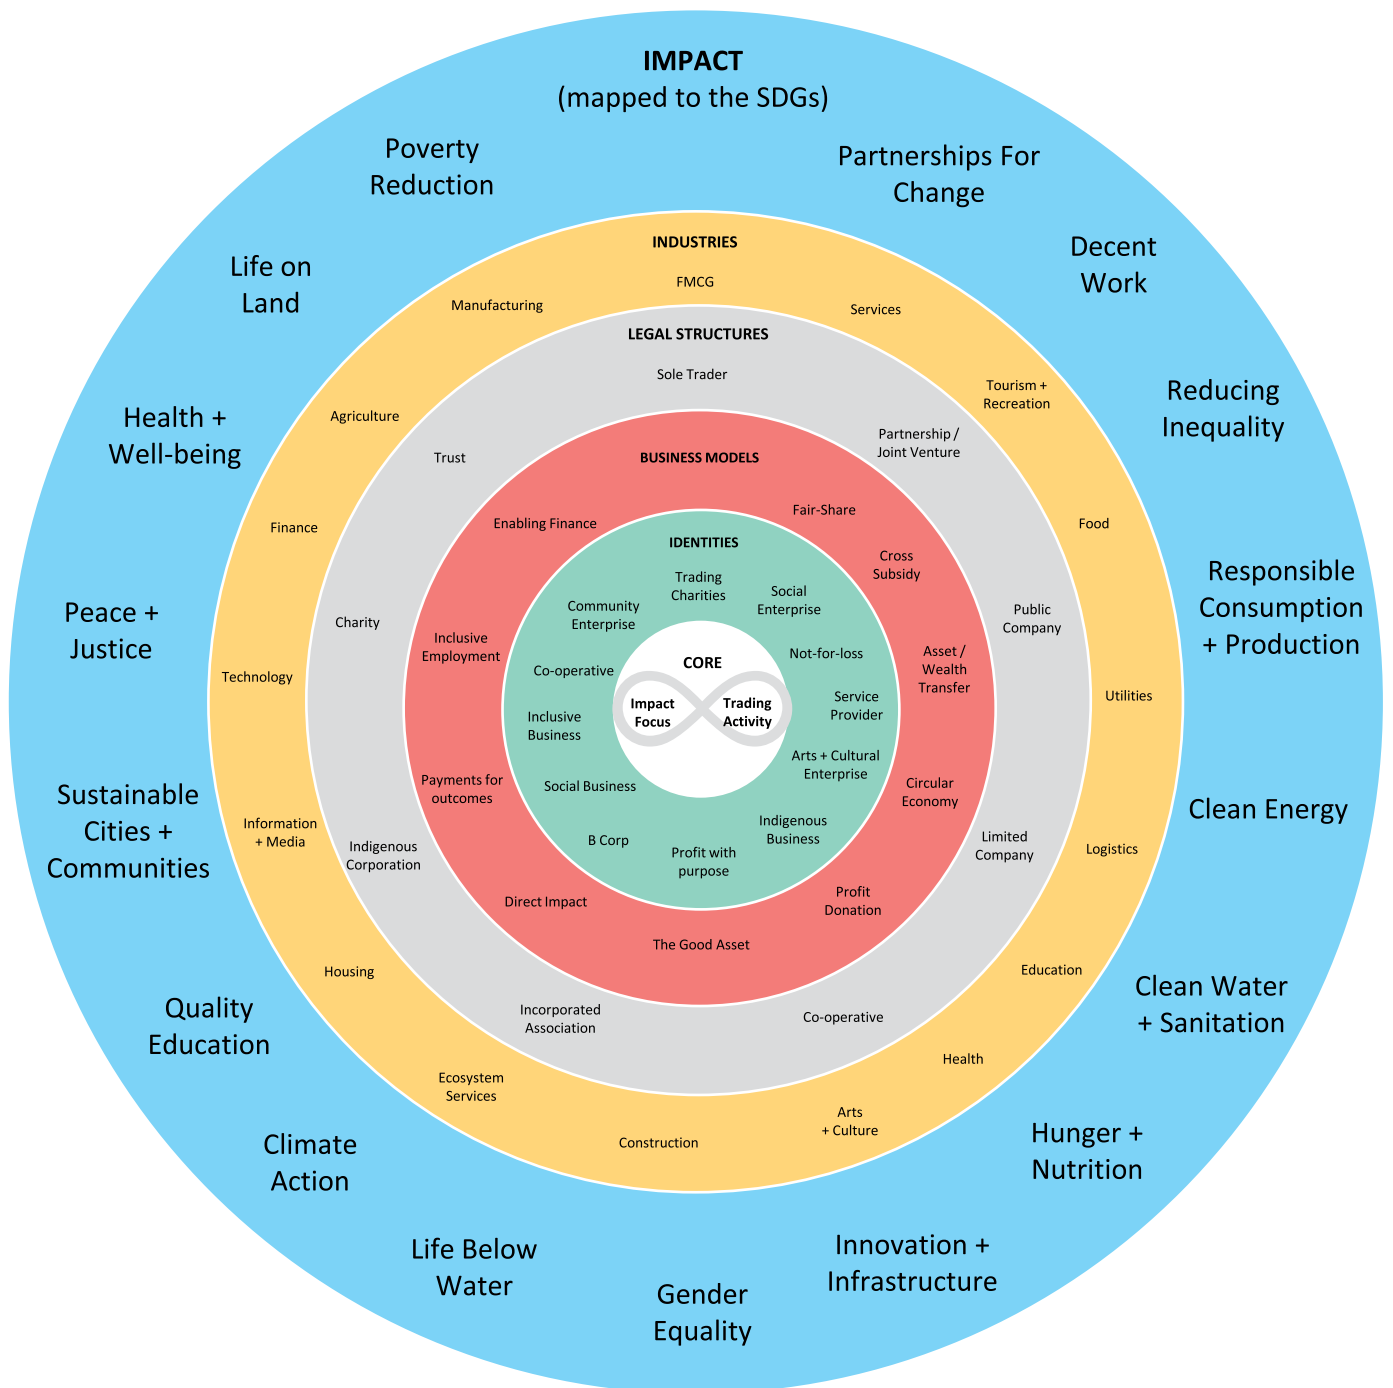 IMPACT
(mapped to the SDGs)
Poverty
Reduction
Partnerships For
Change
Decent
Work
Reducing
Inequality
Responsible
Consumption
+ Production
Clean Energy
Clean Water
+ Sanitation
Hunger +
Nutrition
Innovation +
Infrastructure
Gender
Equality
Life Below
Water
Climate
Action
Quality
Education
Sustainable
Cities +
Communities
Peace +
Justice
Health +
Well-being
Life on
Land
INDUSTRIES
FMCG
Services
Tourism +
Recreation
Food
Utilities
Logistics
Education
Health
Arts
+ Culture
Construction
Ecosystem
Services
Housing
Information
+ Media
Technology
Finance
Agriculture
Manufacturing
LEGAL STRUCTURES
Sole Trader
Partnership /
Joint Venture
Public
Company
Limited
Company
Co-operative
Incorporated
Association
Indigenous
Corporation
Charity
Trust
BUSINESS MODELS
Fair-Share
Cross
Subsidy
Asset /
Wealth
Transfer
Circular
Economy
Profit
Donation
The Good Asset
Direct Impact
Payments for
outcomes
Inclusive
Employment
Enabling Finance
IDENTITIES
Trading
Charities
Social
Enterprise
Not-for-loss
Service
Provider
Arts + Cultural
Enterprise
Indigenous
Business
Profit with
purpose
B Corp
Social Business
Inclusive
Business
Co-operative
Community
Enterprise
CORE
Impact
Focus
Trading
Activity